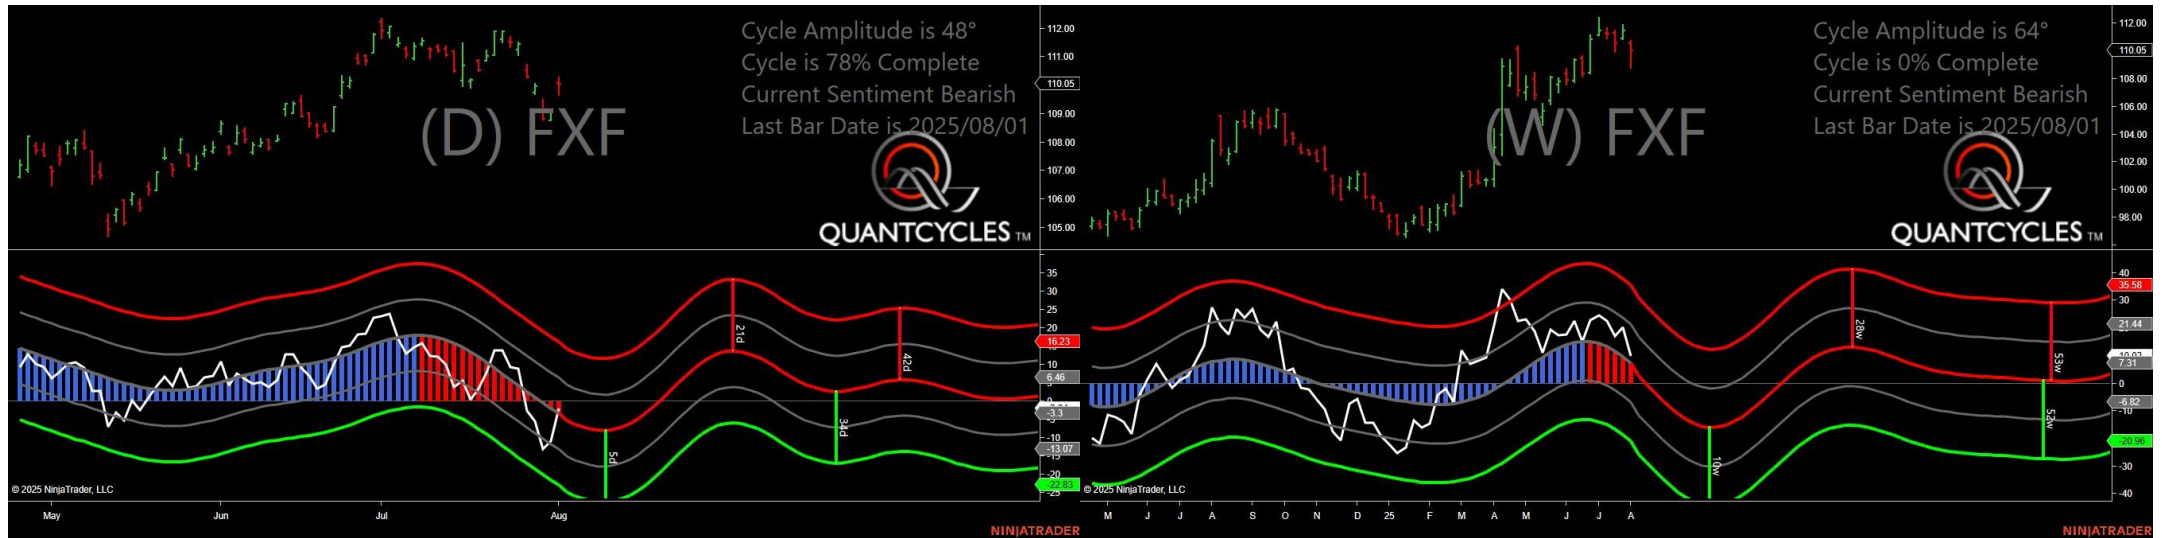 Cycle Amplitude is 48°
Cycle is 78% Complete
Current Sentiment Bearish
Last Bar Date is 2025/08/01
(D) FXF
QUANTCYCLES TM
112.00
111.00
110.05
109.00
108.00
107.00
106.00
105.00
35
30
25
20
16.23
10
6.46
0
-3.3
-5
-10
-13.07
-20
-22.83
-25
21d
42d
34d
5d
© 2025 NinjaTrader, LLC
May
Jun
Jul
Aug
NINJATRADER
Cycle Amplitude is 64°
Cycle is 0% Complete
Current Sentiment Bearish
Last Bar Date is 2025/08/01
(W) FXF
QUANTCYCLES TM
112.00
110.05
108.00
106.00
104.00
102.00
100.00
98.00
40
35.58
30
21.44
7.31
0
-6.82
-10
-20.96
-30
-40
28w
53w
52w
10w
© 2025 NinjaTrader, LLC
M
J
J
A
S
O
N
D
25
F
M
A
M
J
J
A
NINJATRADER